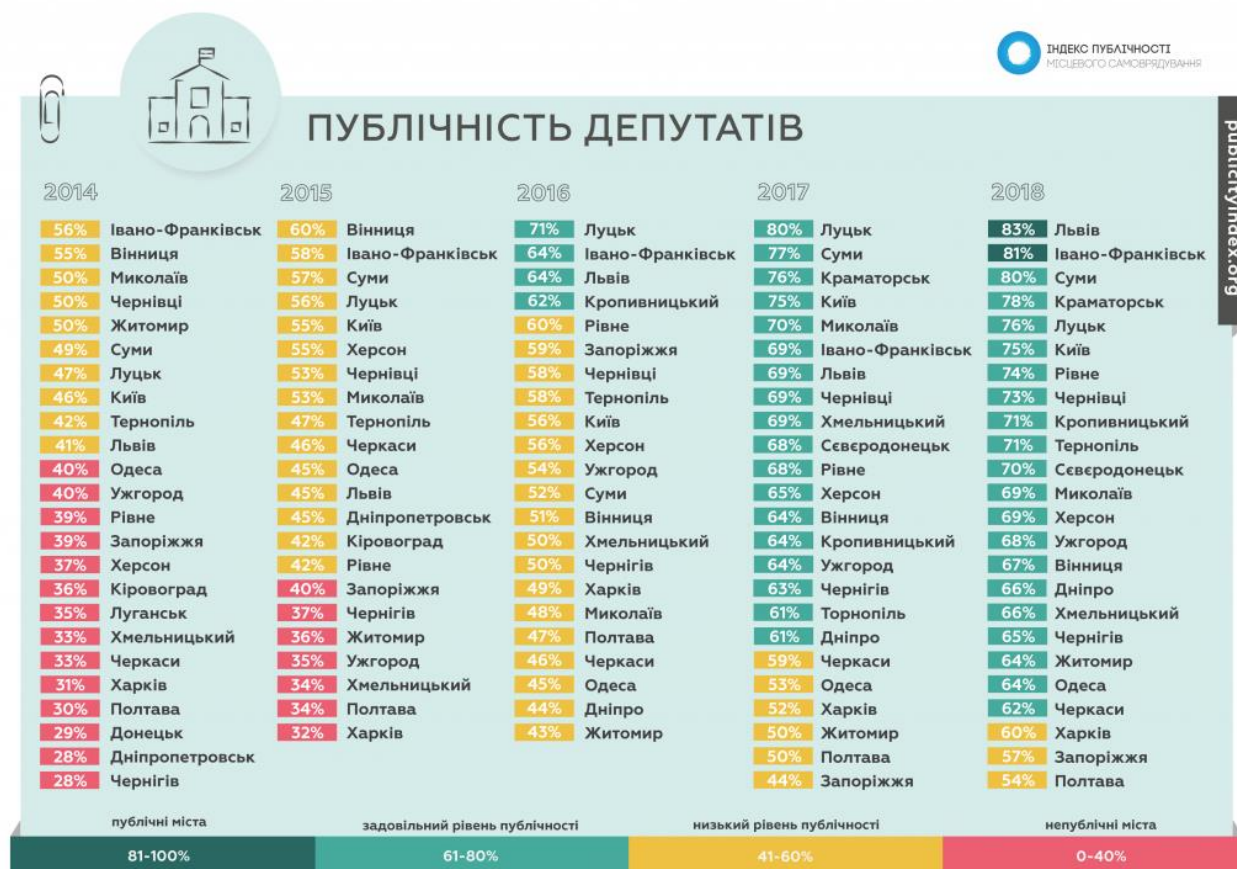 ІНДЕКС ПУБЛІЧНОСТІ
МІСЦЕВОГО САМОВРЯДУВАННЯ
ПУБЛІЧНІСТЬ ДЕПУТАТІВ
publicityindex.org
2014
56% Івано-Франківськ
55% Вінниця
50% Миколаїв
50% Чернівці
50% Житомир
49% Суми
47% Луцьк
46% Київ
42% Тернопіль
41% Львів
40% Одеса
40% Ужгород
39% Рівне
39% Запоріжжя
37% Херсон
36% Кіровоград
35% Луганськ
33% Хмельницький
33% Черкаси
31% Харків
30% Полтава
29% Донецьк
28% Дніпропетровськ
28% Чернігів
2015
60% Вінниця
58% Івано-Франківськ
57% Суми
56% Луцьк
55% Київ
55% Херсон
53% Чернівці
53% Миколаїв
47% Тернопіль
46% Черкаси
45% Одеса
45% Львів
45% Дніпропетровськ
42% Кіровоград
42% Рівне
40% Запоріжжя
37% Чернігів
36% Житомир
35% Ужгород
34% Хмельницький
34% Полтава
32% Харків
2016
71% Луцьк
64% Івано-Франківськ
64% Львів
62% Кропивницький
60% Рівне
59% Запоріжжя
58% Чернівці
58% Тернопіль
56% Київ
56% Херсон
54% Ужгород
52% Суми
51% Вінниця
50% Хмельницький
50% Чернігів
49% Харків
48% Миколаїв
47% Полтава
46% Черкаси
45% Одеса
44% Дніпро
43% Житомир
2017
80% Луцьк
77% Суми
76% Краматорськ
75% Київ
70% Миколаїв
69% Івано-Франківськ
69% Львів
69% Чернівці
69% Хмельницький
68% Сєвєродонецьк
68% Рівне
65% Херсон
64% Вінниця
64% Кропивницький
64% Ужгород
63% Чернігів
61% Торнопіль
61% Дніпро
59% Черкаси
53% Одеса
52% Харків
50% Житомир
50% Полтава
44% Запоріжжя
2018
83% Львів
81% Івано-Франківськ
80% Суми
78% Краматорськ
76% Луцьк
75% Київ
74% Рівне
73% Чернівці
71% Кропивницький
71% Тернопіль
70% Сєвєродонецьк
69% Миколаїв
69% Херсон
68% Ужгород
67% Вінниця
66% Дніпро
66% Хмельницький
65% Чернігів
64% Житомир
64% Одеса
62% Черкаси
60% Харків
57% Запоріжжя
54% Полтава
публічні міста
81-100%
задовільний рівень публічності
61-80%
низький рівень публічності
41-60%
непублічні міста
0-40%